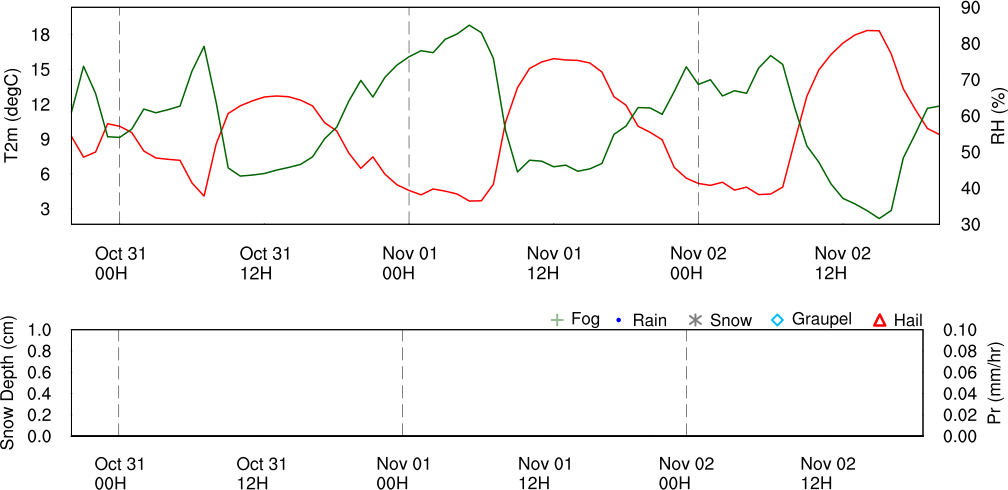 T2m (degC)
18
15
12
9
6
3
90
80
70
60
50
40
30
RH (%)
Oct 31
00H
Oct 31
12H
Nov 01
00H
Nov 01
12H
Nov 02
00H
Nov 02
12H
Fog
Rain
Snow
Graupel
Hail
Snow Depth (cm)
1.0
0.8
0.6
0.4
0.2
0.0
0.10
0.08
0.06
0.04
0.02
0.00
Pr (mm/hr)
Oct 31
00H
Oct 31
12H
Nov 01
00H
Nov 01
12H
Nov 02
00H
Nov 02
12H